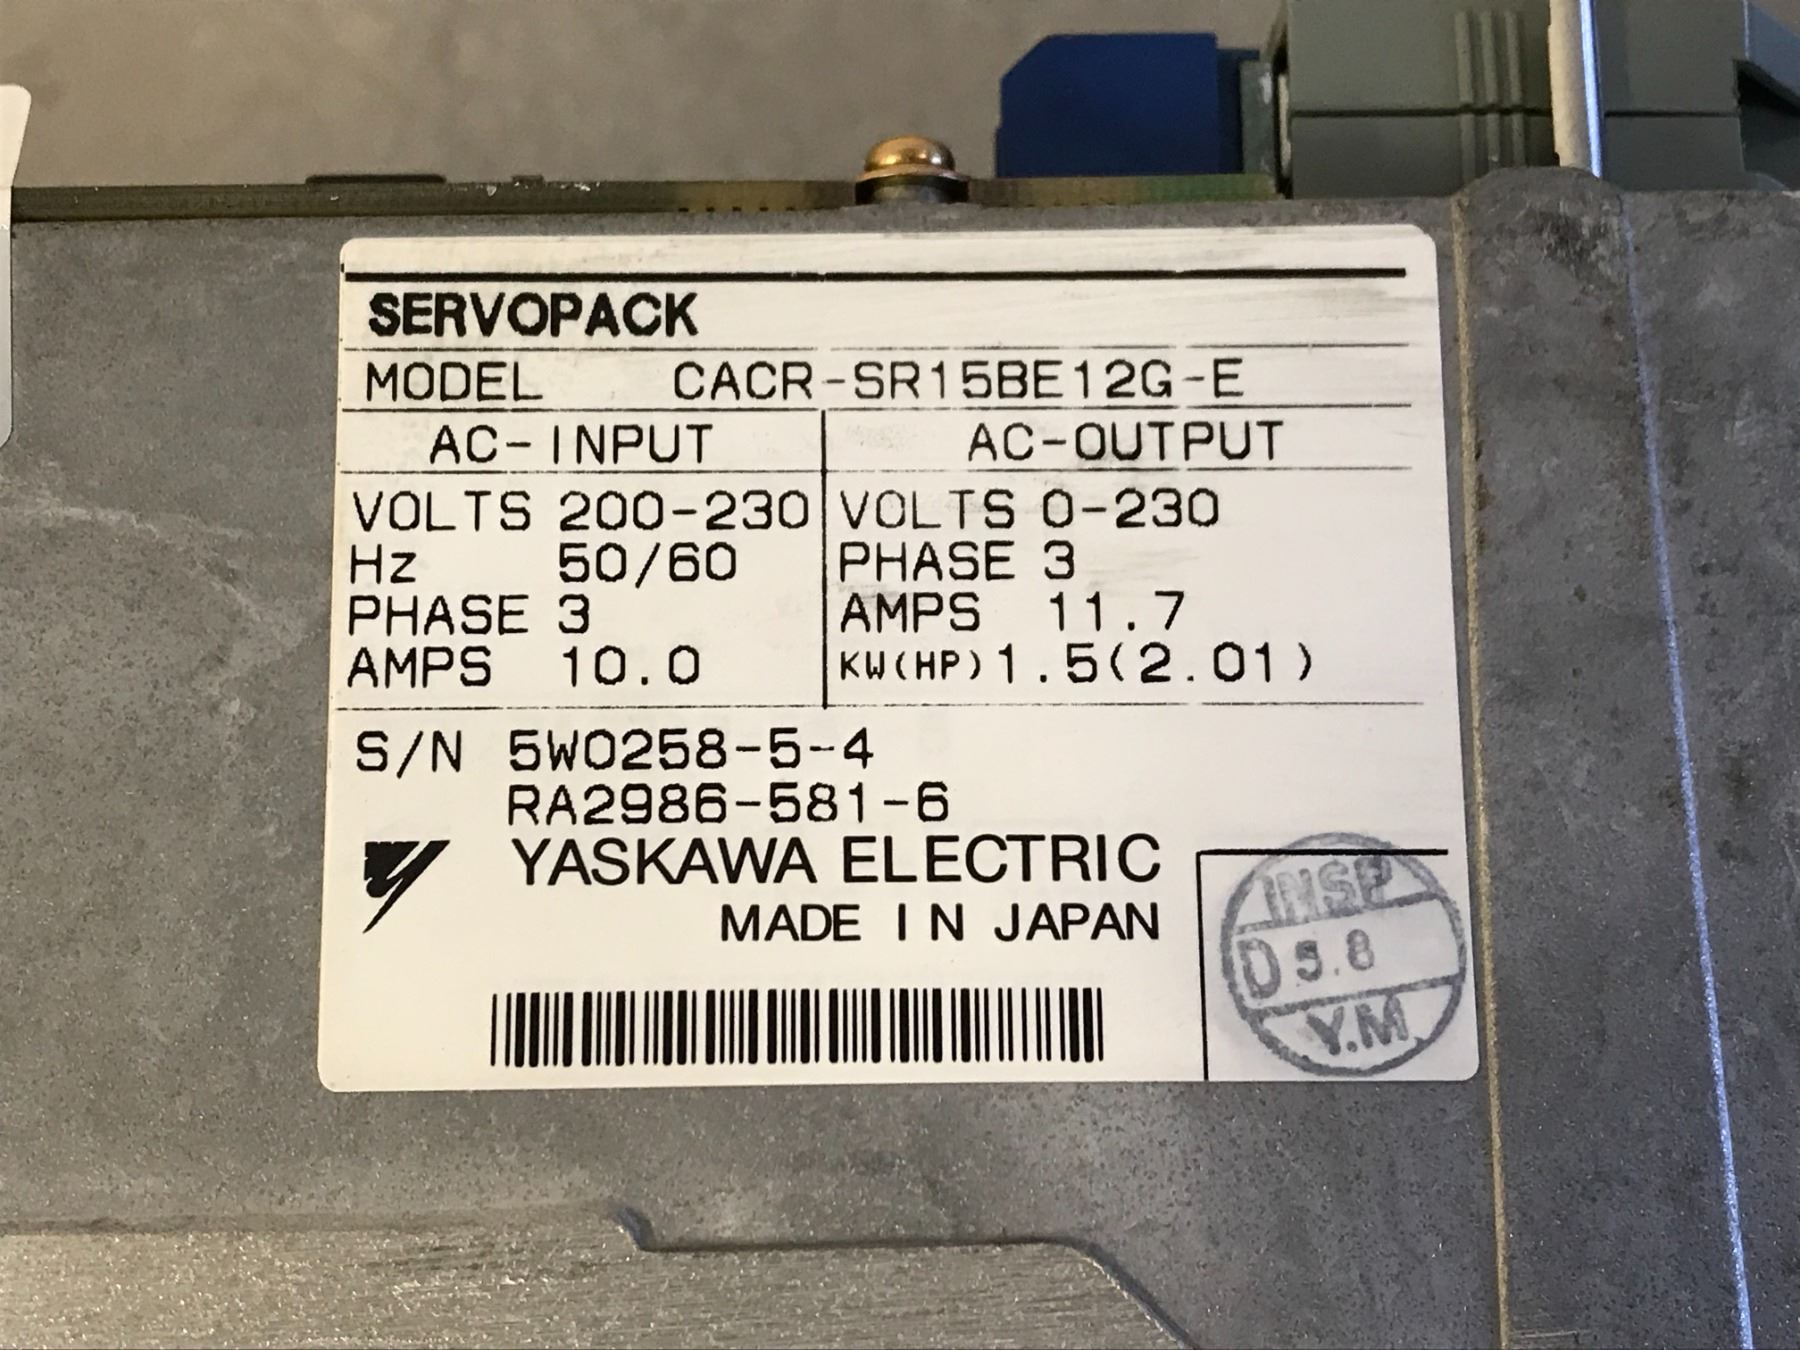 SERVOPACK
MODEL CACR-SR15BE12G-E
AC-INPUT AC-OUTPUT
VOLTS 200-230 VOLTS 0-230
Hz 50/60 PHASE 3
PHASE 3 AMPS 11.7
AMPS 10.0 KW(HP) 1.5(2.01)
S/N 5W0258-5-4
RA2986-581-6
YASKAWA ELECTRIC
MADE IN JAPAN
INSP
D 5.8
Y.M